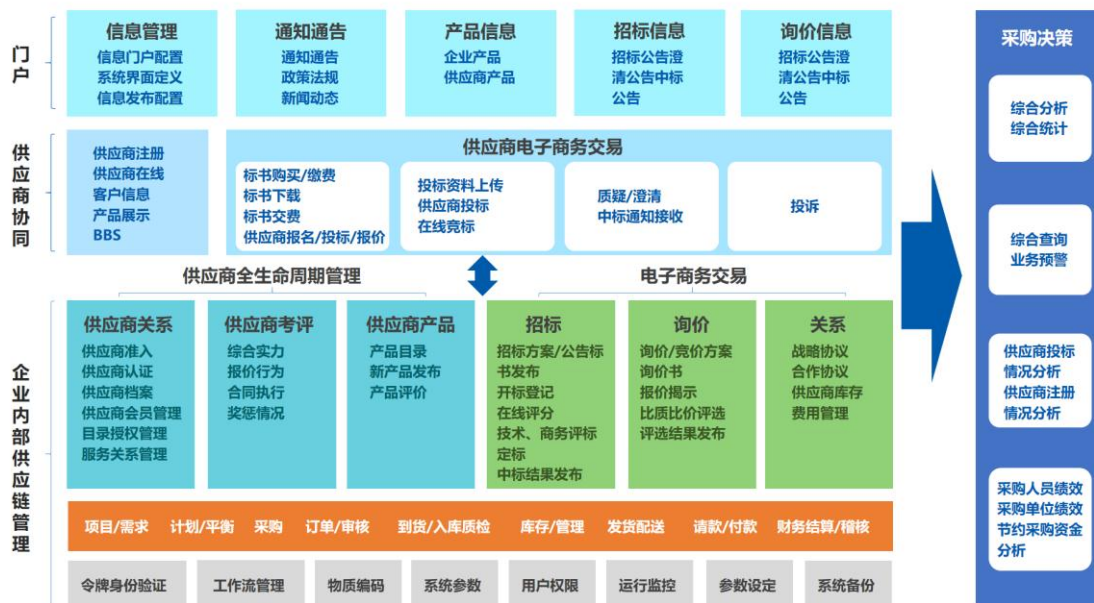 门户
信息管理
信息门户配置
系统界面定义
信息发布配置
通知通告
通知通告
政策法规
新闻动态
产品信息
企业产品
供应商产品
招标信息
招标公告澄
清公告中标
公告
询价信息
招标公告澄
清公告中标
公告
供应商协同
供应商注册
供应商在线
客户信息
产品展示
BBS
供应商电子商务交易
标书购买/缴费
标书下载
标书交费
供应商报名/投标/报价
投标资料上传
供应商投标
在线竞标
质疑/澄清
中标通知接收
投诉
企业内部供应链管理
供应商全生命周期管理
电子商务交易
供应商关系
供应商准入
供应商认证
供应商档案
供应商会员管理
目录授权管理
服务关系管理
供应商考评
综合实力
报价行为
合同执行
奖惩情况
供应商产品
产品目录
新产品发布
产品评价
招标
招标方案/公告标
书发布
开标登记
在线评分
技术、商务评标
定标
中标结果发布
询价
询价/竞价方案
询价书
报价揭示
比质比价评选
评选结果发布
关系
战略协议
合作协议
供应商库存
费用管理
项目/需求 计划/平衡 采购 订单/审核 到货/入库质检 库存/管理 发货配送 请款/付款 财务结算/稽核
令牌身份验证 工作流管理 物质编码 系统参数 用户权限 运行监控 参数设定 系统备份
采购决策
综合分析
综合统计
综合查询
业务预警
供应商投标
情况分析
供应商注册
情况分析
采购人员绩效
采购单位绩效
节约采购资金
分析